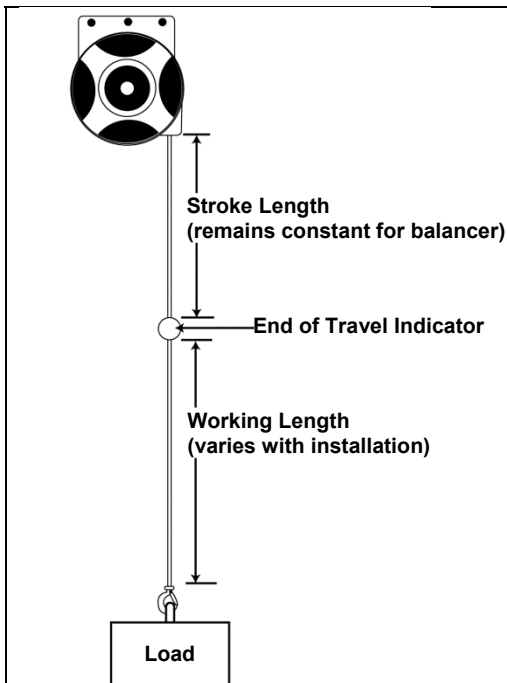 Stroke Length
(remains constant for balancer)
End of Travel Indicator
Working Length
(varies with installation)
Load